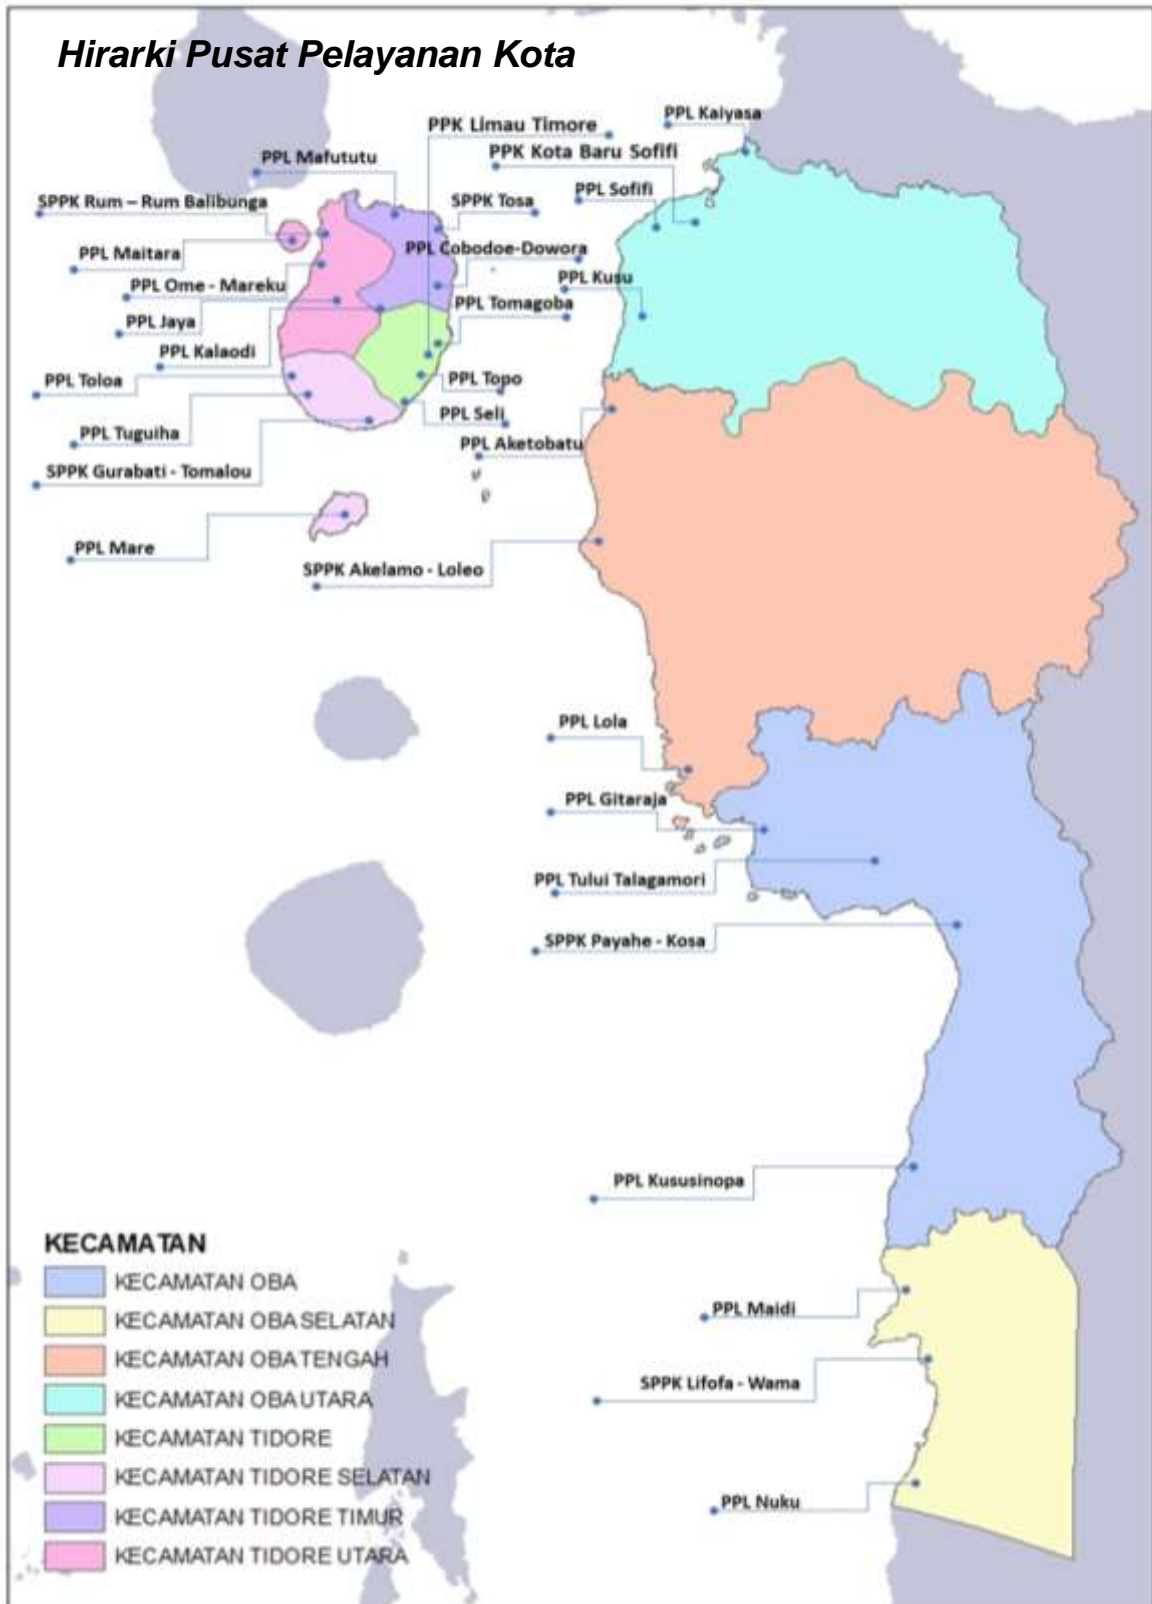 Hirarki Pusat Pelayanan Kota
PPL Kaiyasa
PPK Limau Timore
PPK Kota Baru Sofifi
PPL Mafututu
PPL Sofifi
SPPK Rum – Rum Balibunga
SPPK Tosa
PPL Maitara
PPL Cobodoe-Dowora
PPL Ome - Mareku
PPL Kusu
PPL Tomagoba
PPL Jaya
PPL Kalaodi
PPL Toloa
PPL Topo
PPL Seli
PPL Tuguiha
PPL Aketobatu
SPPK Gurabati - Tomalou
PPL Mare
SPPK Akelamo - Loleo
PPL Lola
PPL Gitaraja
PPL Tului Talagamori
SPPK Payahe - Kosa
PPL Kususinopa
PPL Maidi
SPPK Lifofa - Wama
PPL Nuku
KECAMATAN
KECAMATAN OBA
KECAMATAN OBA SELATAN
KECAMATAN OBA TENGAH
KECAMATAN OBA UTARA
KECAMATAN TIDORE
KECAMATAN TIDORE SELATAN
KECAMATAN TIDORE TIMUR
KECAMATAN TIDORE UTARA